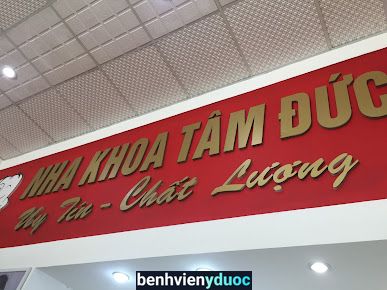 NHA KHOA TÂM ĐỨC
Uy Tín - Chất Lượng
benhvienyduoc